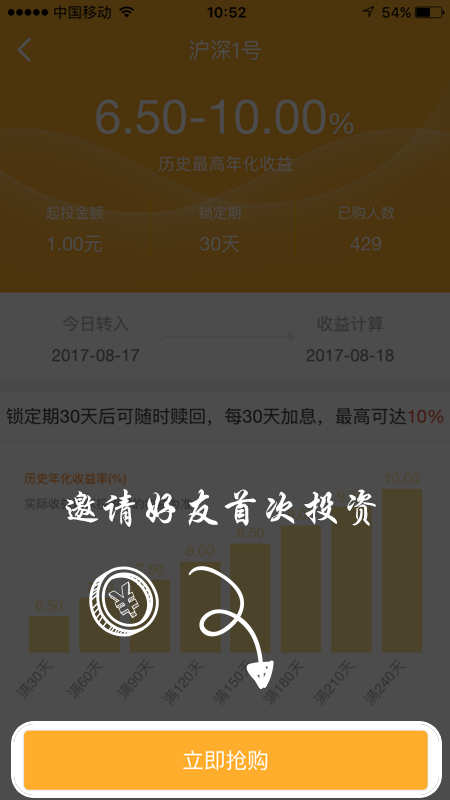 中国移动 10:52 54%
沪深1号
6.50-10.00%
历史最高年化收益
起投金额 锁定期 已购人数
1.00元 30天 429
今日转入 收益计算
2017-08-17 2017-08-18
锁定期30天后可随时赎回，每30天加息，最高可达10%
历史年化收益率(%)
10.00
实际收
邀请好友首次投资
8.50
8.00
6.50
满30天 满60天 满90天 满120天 满150天 满180天 满210天 满240天
立即抢购